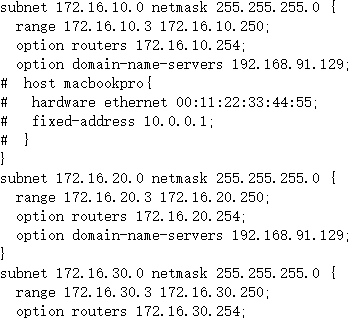 subnet 172.16.10.0 netmask 255.255.255.0 {
  range 172.16.10.3 172.16.10.250;
  option routers 172.16.10.254;
  option domain-name-servers 192.168.91.129;
#  host macbookpro{
#   hardware ethernet 00:11:22:33:44:55;
#   fixed-address 10.0.0.1;
#  }
}
subnet 172.16.20.0 netmask 255.255.255.0 {
  range 172.16.20.3 172.16.20.250;
  option routers 172.16.20.254;
  option domain-name-servers 192.168.91.129;
}
subnet 172.16.30.0 netmask 255.255.255.0 {
  range 172.16.30.3 172.16.30.250;
  option routers 172.16.30.254;